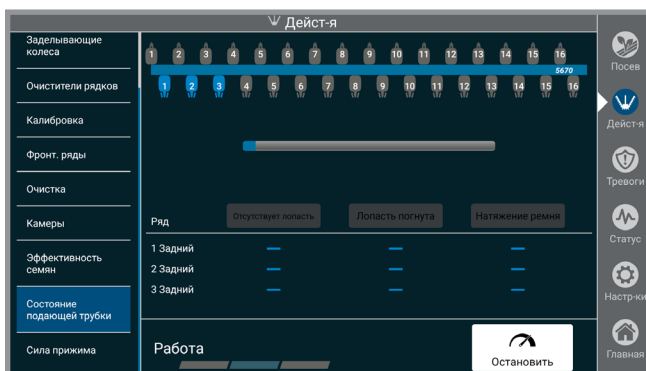 Дейст-я
Заделывающие
колеса
Очистители рядков
Калибровка
Фронт. ряды
Очистка
Камеры
Эффективность
семян
Состояние
подающей трубки
Сила прижима
1 2 3 4 5 6 7 8 9 10 11 12 13 14 15 16
5670
1 2 3 4 5 6 7 8 9 10 11 12 13 14 15 16
Ряд Отсутствует лопасть Лопасть погнута Натяжение ремня
1 Задний — — —
2 Задний — — —
3 Задний — — —
Работа
Остановить
Посев
Дейст-я
Тревоги
Статус
Настр-ки
Главная